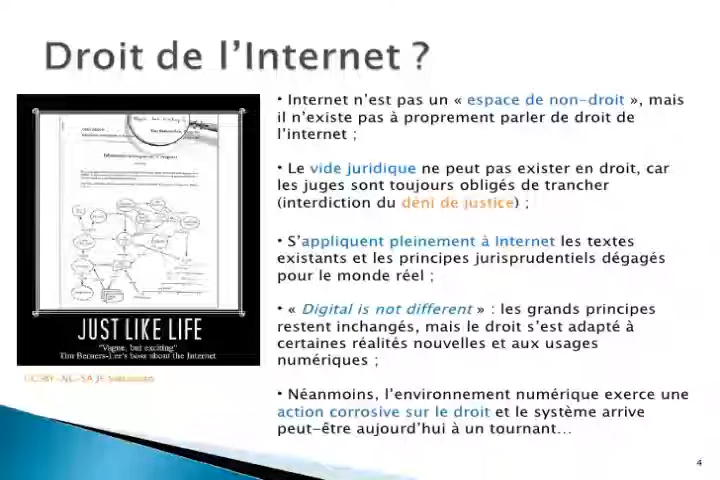 Droit de l’Internet ?
• Internet n’est pas un « espace de non-droit », mais
il n’existe pas à proprement parler de droit de
l’internet ;
• Le vide juridique ne peut pas exister en droit, car
les juges sont toujours obligés de trancher
(interdiction du déni de justice) ;
• S’appliquent pleinement à Internet les textes
existants et les principes jurisprudentiels dégagés
pour le monde réel ;
• « Digital is not different » : les grands principes
restent inchangés, mais le droit s’est adapté à
certaines réalités nouvelles et aux usages
numériques ;
• Néanmoins, l’environnement numérique exerce une
action corrosive sur le droit et le système arrive
peut-être aujourd’hui à un tournant…
JUST LIKE LIFE
"Vague, but exciting"
Tim Berners-Lee's boss about the Internet
4